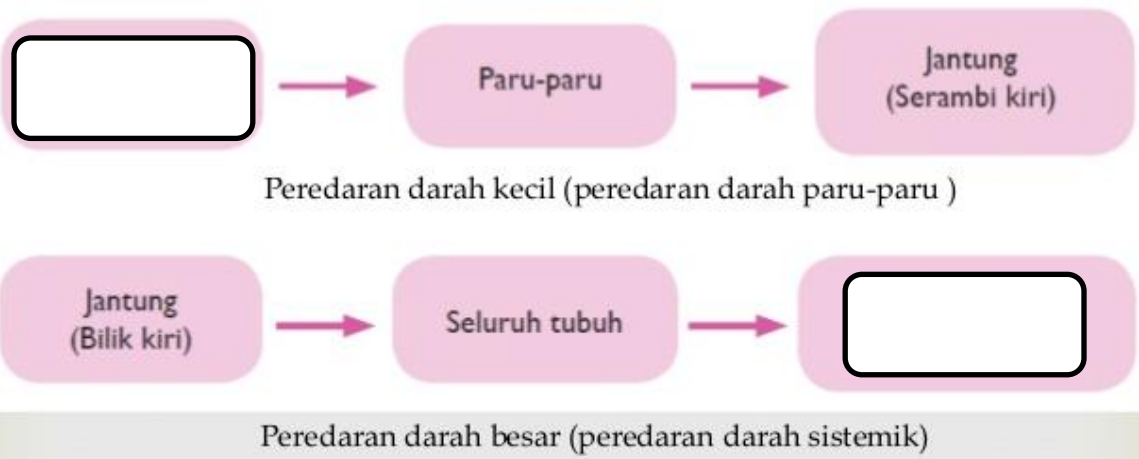 Paru-paru
Jantung
(Serambi kiri)
Peredaran darah kecil (peredaran darah paru-paru )
Jantung
(Bilik kiri)
Seluruh tubuh
Peredaran darah besar (peredaran darah sistemik)